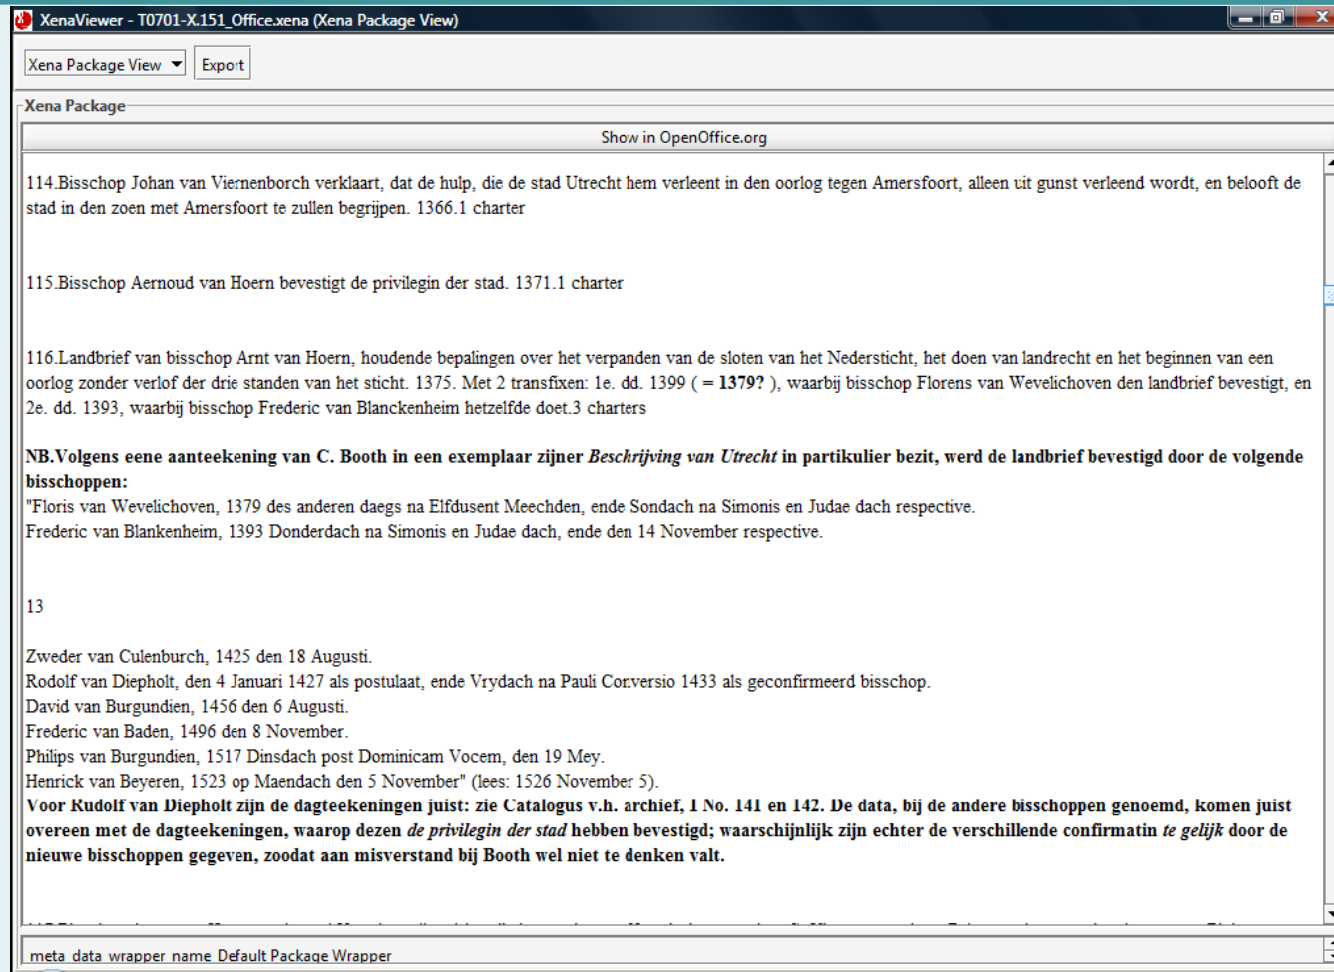 XenaViewer - T0701-X.151_Office.xena (Xena Package View)
Xena Package View Export
Xena Package
Show in OpenOffice.org
114.Bisschop Johan van Viernenborch verklaart, dat de hulp, die de stad Utrecht hem verleent in den oorlog tegen Amersfoort, alleen uit gunst verleend wordt, en belooft de
stad in den zoen met Amersfoort te zullen begrijpen. 1366.1 charter
115.Bisschop Aernoud van Hoern bevestigt de privilegin der stad. 1371.1 charter
116.Landbrief van bisschop Arnt van Hoern, houdende bepalingen over het verpanden van de sloten van het Nedersticht, het doen van landrecht en het beginnen van een
oorlog zonder verlof der drie standen van het sticht. 1375. Met 2 transfixen: 1e. dd. 1399 ( = 1379? ), waarbij bisschop Florens van Wevelichoven den landbrief bevestigt, en
2e. dd. 1393, waarbij bisschop Frederic van Blanckenheim hetzelfde doet.3 charters
NB.Volgens eene aanteekening van C. Booth in een exemplaar zijner Beschrijving van Utrecht in partikulier bezit, werd de landbrief bevestigd door de volgende
bisschoppen:
"Floris van Wevelichoven, 1379 des anderen daegs na Elfdusent Meechden, ende Sondach na Simonis en Judae dach respective.
Frederic van Blankenheim, 1393 Donderdach na Simonis en Judae dach, ende den 14 November respective.
13
Zweder van Culenburch, 1425 den 18 Augusti.
Rodolf van Diepholt, den 4 Januari 1427 als postulaat, ende Vrydach na Pauli Conversio 1433 als geconfirmeerd bisschop.
David van Burgundien, 1456 den 6 Augusti.
Frederic van Baden, 1496 den 8 November.
Philips van Burgundien, 1517 Dinsdach post Dominicam Vocem, den 19 Mey.
Henrick van Beyeren, 1523 op Maendach den 5 November" (lees: 1526 November 5).
Voor Rudolf van Diepholt zijn de dagteekeningen juist: zie Catalogus v.h. archief, I No. 141 en 142. De data, bij de andere bisschoppen genoemd, komen juist
overeen met de dagteekeningen, waarop dezen de privilegin der stad hebben bevestigd; waarschijnlijk zijn echter de verschillende confirmatin te gelijk door de
nieuwe bisschoppen gegeven, zoodat aan misverstand bij Booth wel niet te denken valt.
meta_data_wrapper_name Default Package Wrapper